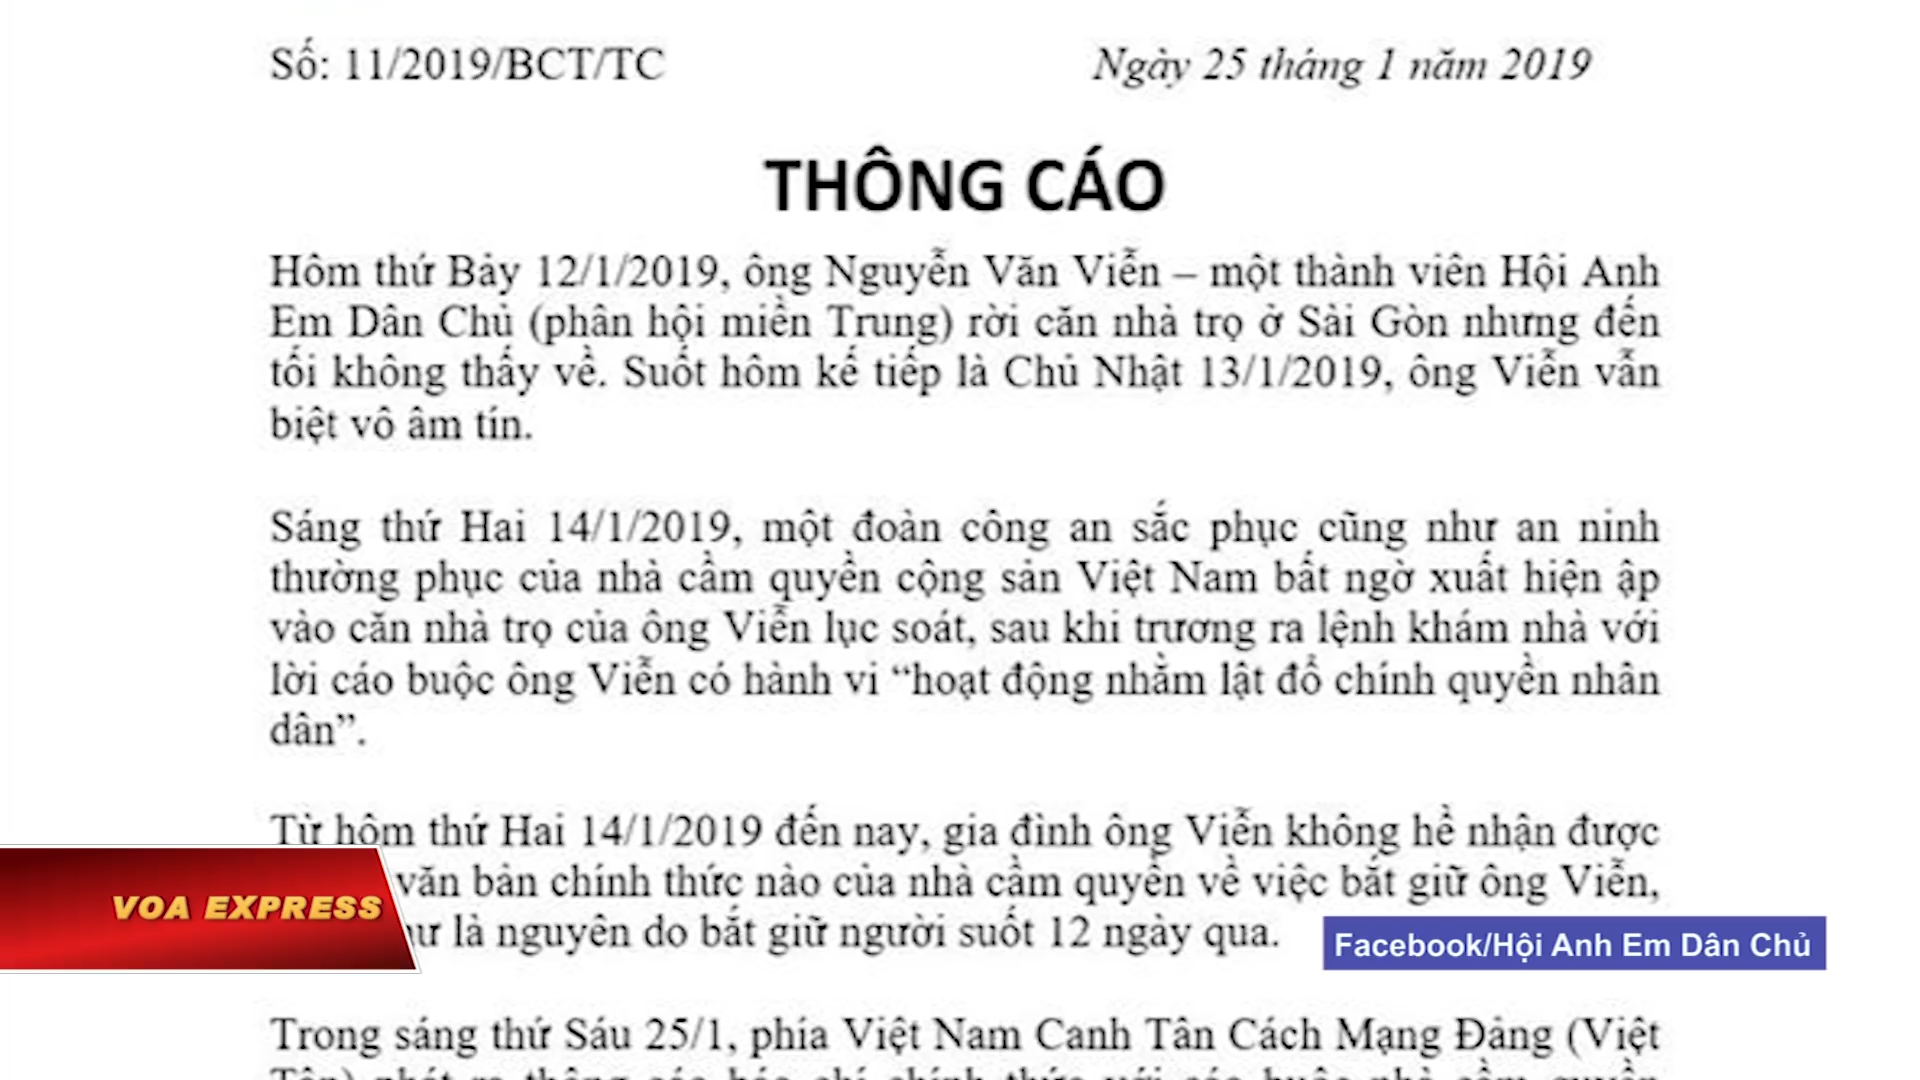 Số: 11/2019/BCT/TC
Ngày 25 tháng 1 năm 2019
THÔNG CÁO
Hôm thứ Bảy 12/1/2019, ông Nguyễn Văn Viễn – một thành viên Hội Anh
Em Dân Chủ (phân hội miền Trung) rời căn nhà trọ ở Sài Gòn nhưng đến
tối không thấy về. Suốt hôm kế tiếp là Chủ Nhật 13/1/2019, ông Viễn vẫn
biệt vô âm tín.
Sáng thứ Hai 14/1/2019, một đoàn công an sắc phục cũng như an ninh
thường phục của nhà cầm quyền cộng sản Việt Nam bất ngờ xuất hiện ập
vào căn nhà trọ của ông Viễn lục soát, sau khi trương ra lệnh khám nhà với
lời cáo buộc ông Viễn có hành vi “hoạt động nhằm lật đổ chính quyền nhân
dân”.
Từ hôm thứ Hai 14/1/2019 đến nay, gia đình ông Viễn không hề nhận được
văn bản chính thức nào của nhà cầm quyền về việc bắt giữ ông Viễn,
là nguyên do bắt giữ người suốt 12 ngày qua.
VOA EXPRESS
Facebook/Hội Anh Em Dân Chủ
Trong sáng thứ Sáu 25/1, phía Việt Nam Canh Tân Cách Mạng Đảng (Việt